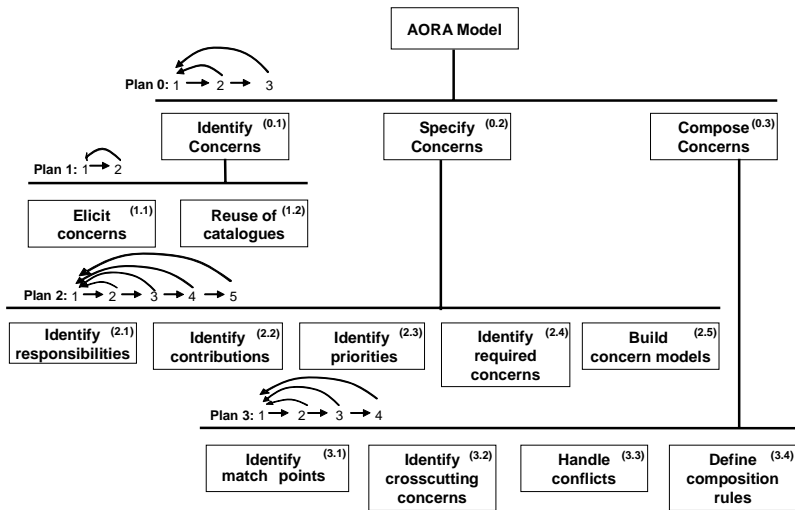 AORA Model
Plan 0: 1 2 3
Identify (0.1)
Concerns
Specify (0.2)
Concerns
Compose (0.3)
Concerns
Plan 1: 1 2
Elicit (1.1)
concerns
Reuse of (1.2)
catalogues
Plan 2: 1 2 3 4 5
Identify (2.1)
responsibilities
Identify (2.2)
contributions
Identify (2.3)
priorities
Identify (2.4)
required
concerns
Build (2.5)
concern models
Plan 3: 1 2 3 4
Identify (3.1)
match points
Identify (3.2)
crosscutting
concerns
Handle (3.3)
conflicts
Define (3.4)
composition
rules